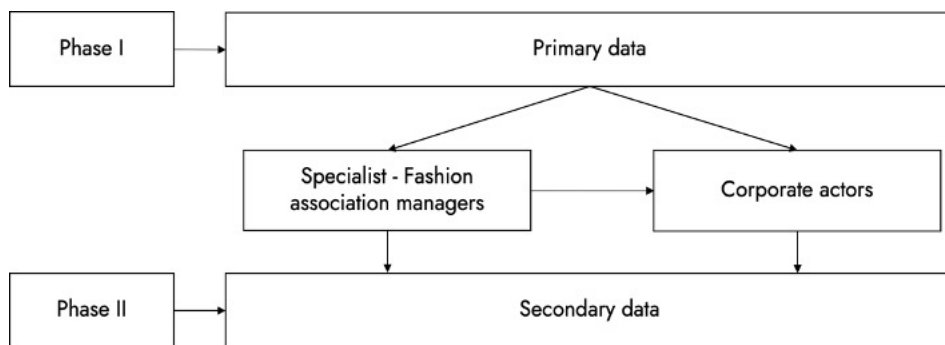 Phase I
Primary data
Specialist - Fashion
association managers
Corporate actors
Phase II
Secondary data